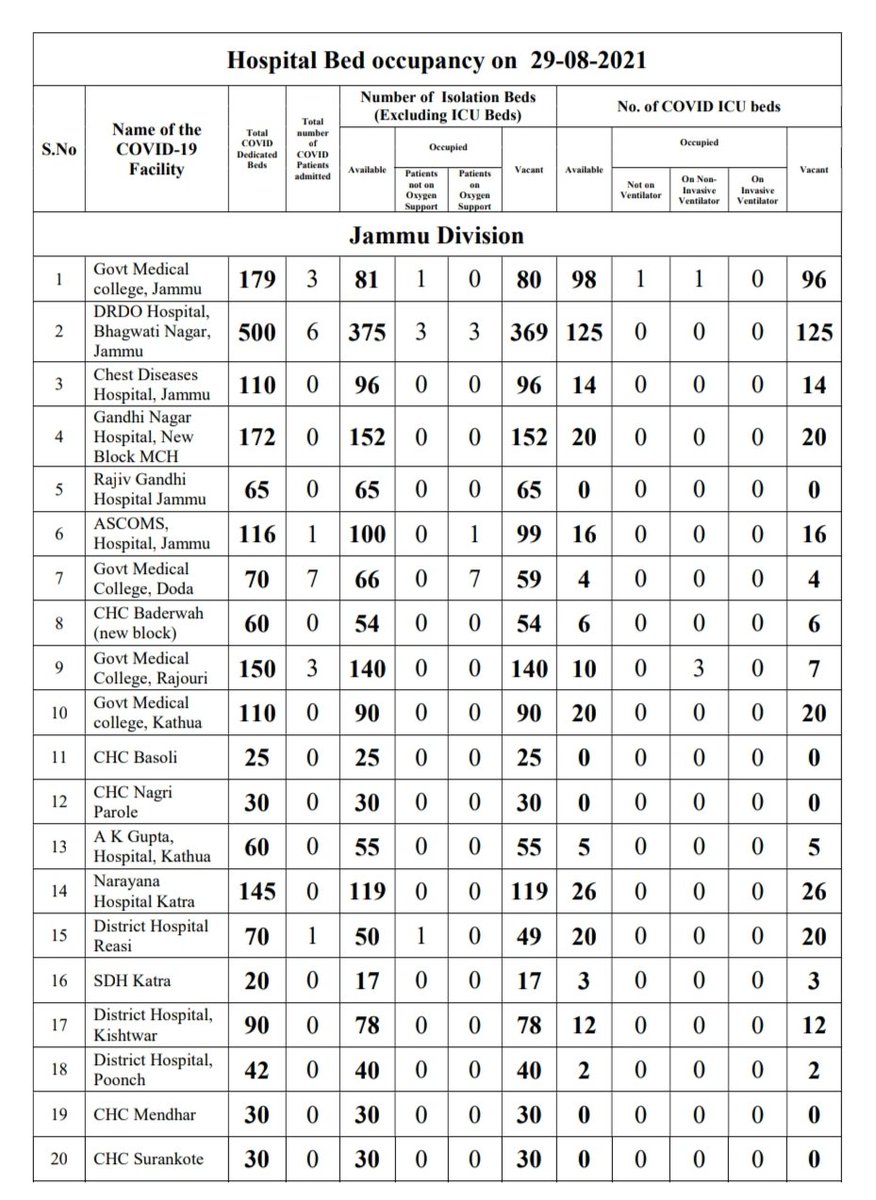 Hospital Bed occupancy on 29-08-2021
S.No
Name of the
COVID-19
Facility
Total
COVID
Dedicated
Beds
Total
number
of
COVID
Patients
admitted
Number of Isolation Beds
(Excluding ICU Beds)
No. of COVID ICU beds
Available
Occupied
Patients
not on
Oxygen
Support
Patients
on
Oxygen
Support
Vacant
Available
Occupied
Not on
Ventilator
On Non-
Invasive
Ventilator
On
Invasive
Ventilator
Vacant
Jammu Division
1 Govt Medical
college, Jammu 179 3 81 1 0 80 98 1 1 0 96
2 DRDO Hospital,
Bhagwati Nagar,
Jammu 500 6 375 3 3 369 125 0 0 0 125
3 Chest Diseases
Hospital, Jammu 110 0 96 0 0 96 14 0 0 0 14
4 Gandhi Nagar
Hospital, New
Block MCH 172 0 152 0 0 152 20 0 0 0 20
5 Rajiv Gandhi
Hospital Jammu 65 0 65 0 0 65 0 0 0 0 0
6 ASCOMS,
Hospital, Jammu 116 1 100 0 1 99 16 0 0 0 16
7 Govt Medical
College, Doda 70 7 66 0 7 59 4 0 0 0 4
8 CHC Baderwah
(new block) 60 0 54 0 0 54 6 0 0 0 6
9 Govt Medical
College, Rajouri 150 3 140 0 0 140 10 0 3 0 7
10 Govt Medical
college, Kathua 110 0 90 0 0 90 20 0 0 0 20
11 CHC Basoli 25 0 25 0 0 25 0 0 0 0 0
12 CHC Nagri
Parole 30 0 30 0 0 30 0 0 0 0 0
13 A K Gupta,
Hospital, Kathua 60 0 55 0 0 55 5 0 0 0 5
14 Narayana
Hospital Katra 145 0 119 0 0 119 26 0 0 0 26
15 District Hospital
Reasi 70 1 50 1 0 49 20 0 0 0 20
16 SDH Katra 20 0 17 0 0 17 3 0 0 0 3
17 District Hospital,
Kishtwar 90 0 78 0 0 78 12 0 0 0 12
18 District Hospital,
Poonch 42 0 40 0 0 40 2 0 0 0 2
19 CHC Mendhar 30 0 30 0 0 30 0 0 0 0 0
20 CHC Surankote 30 0 30 0 0 30 0 0 0 0 0